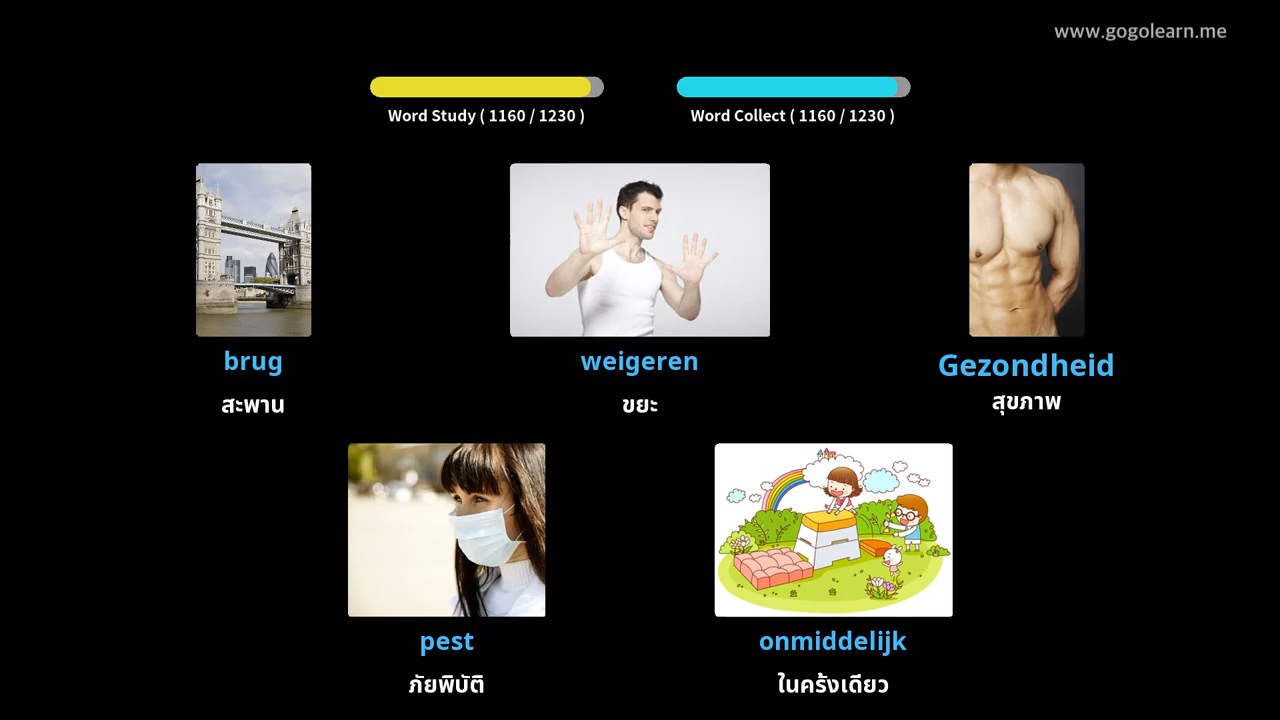 www.gogolearn.me
Word Study ( 1160 / 1230 )
Word Collect ( 1160 / 1230 )
brug
weigeren
Gezondheid
สะพาน
ขยะ
สุขภาพ
pest
onmiddelijk
ภัยพิบัติ
ในครั้งเดียว